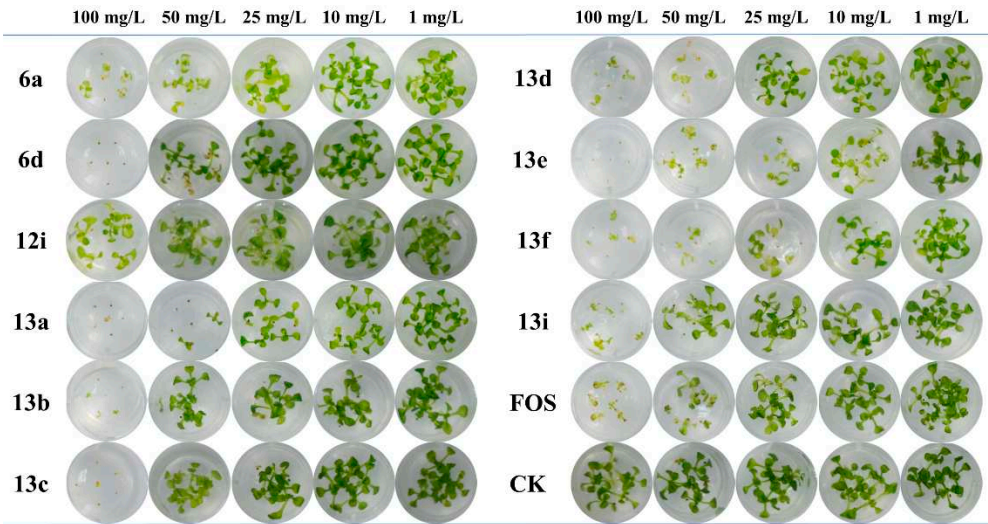 100 mg/L 50 mg/L 25 mg/L 10 mg/L 1 mg/L 100 mg/L 50 mg/L 25 mg/L 10 mg/L 1 mg/L
6a 13d
6d 13e
12i 13f
13a 13i
13b FOS
13c CK